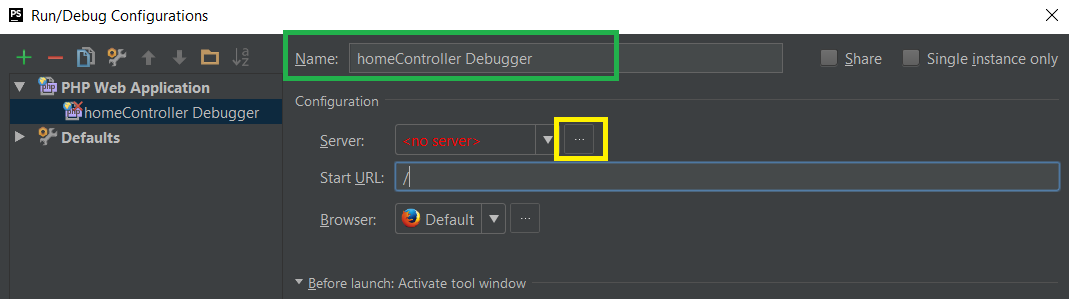 PS Run/Debug Configurations
Name: homeController Debugger Share Single instance only
PHP Web Application
homeController Debugger
Defaults
Configuration
Server: <no server> ...
Start URL: /
Browser: Default ...
Before launch: Activate tool window